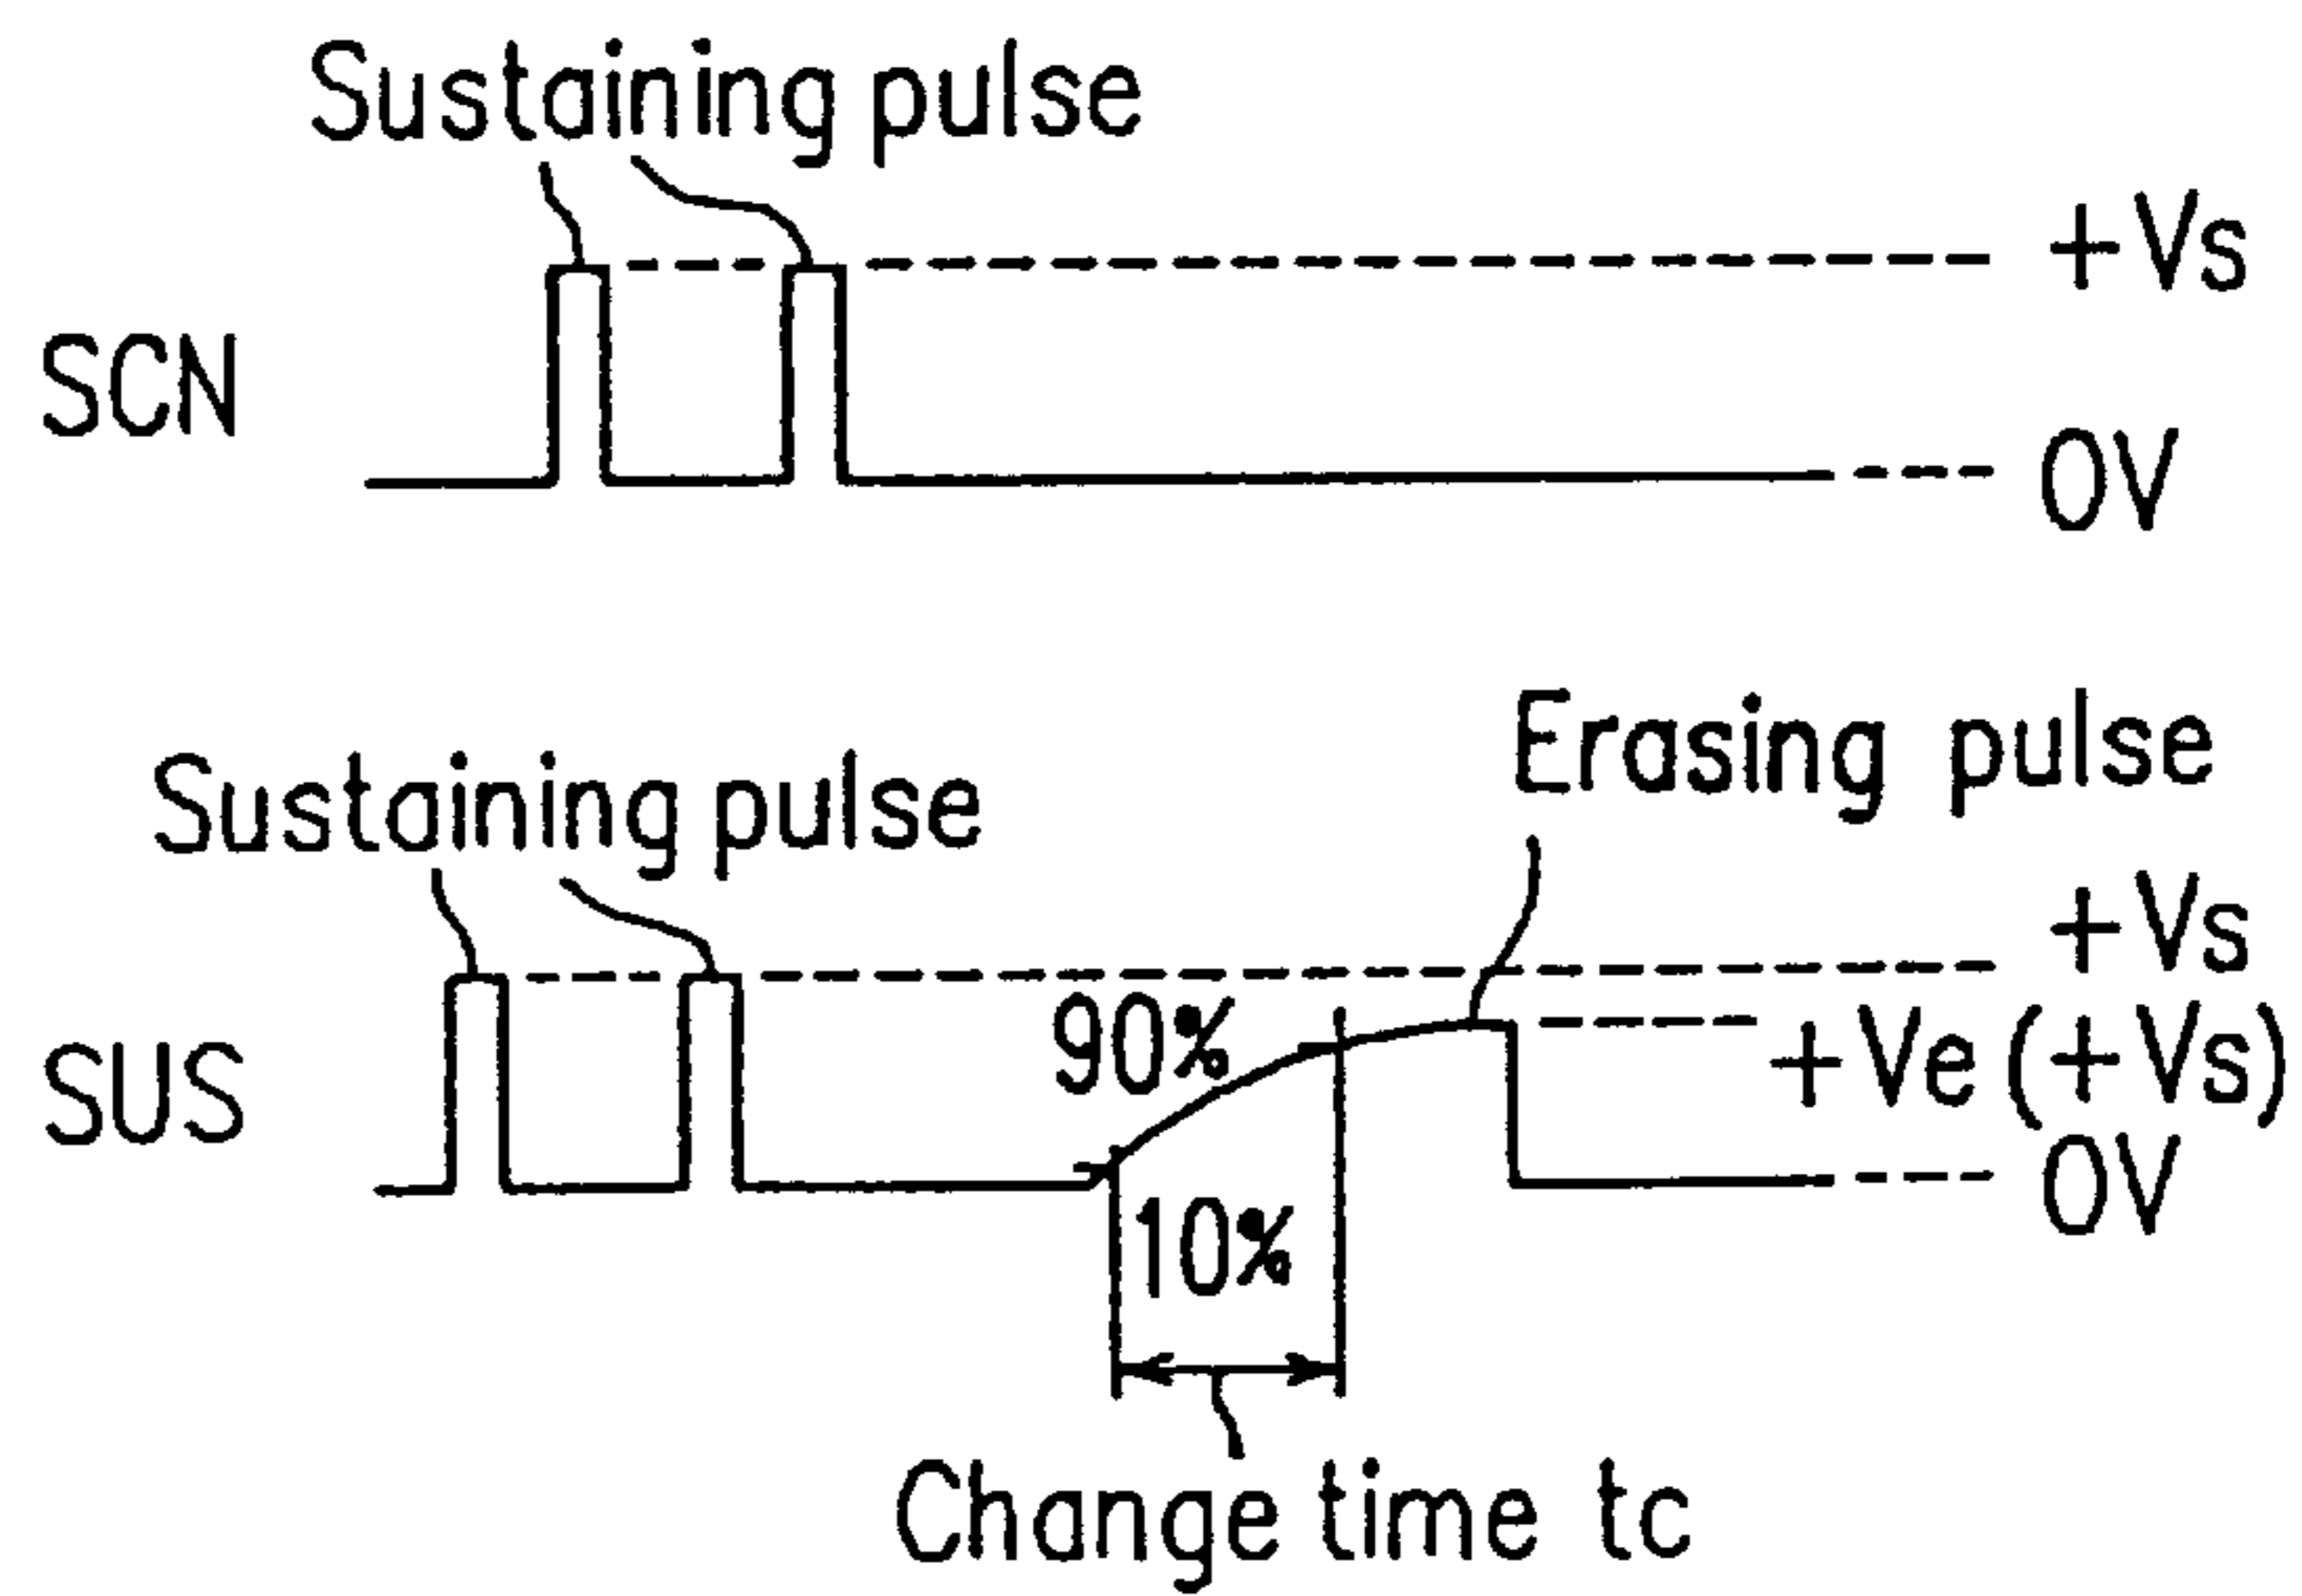 Sustaining pulse
+Vs
SCN
0V
Erasing pulse
Sustaining pulse
+Vs
90%
SUS
+Ve (+Vs)
0V
10%
Change time tc